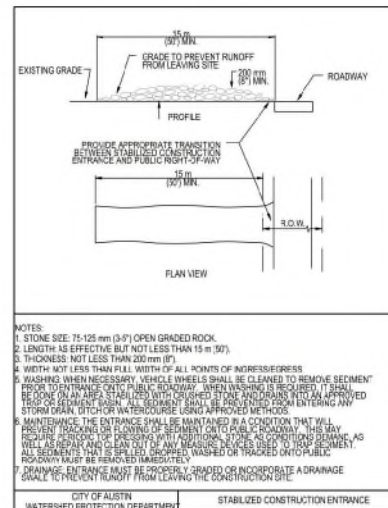 15 m
(50') MIN.
GRADE TO PREVENT RUNOFF
FROM LEAVING SITE
EXISTING GRADE
200 mm
(8") MIN.
ROADWAY
PROFILE
PROVIDE APPROPRIATE TRANSITION
BETWEEN STABILIZED CONSTRUCTION
ENTRANCE AND PUBLIC RIGHT-OF-WAY
15 m
(50') MIN.
R.O.W.
PLAN VIEW
NOTES:
1. STONE SIZE: 75-125 mm (3-5") OPEN GRADED ROCK.
2. LENGTH: AS EFFECTIVE BUT NOT LESS THAN 15 m (50').
3. THICKNESS: NOT LESS THAN 200 mm (8").
4. WIDTH: NOT LESS THAN FULL WIDTH OF ALL POINTS OF INGRESS/EGRESS
5. WASHING: WHEN NECESSARY, VEHICLE WHEELS SHALL BE CLEANED TO REMOVE SEDIMENT
PRIOR TO ENTRANCE ONTO PUBLIC ROADWAY. WHEN WASHING IS REQUIRED, IT SHALL
BE DONE ON AN AREA STABILIZED WITH CRUSHED STONE AND DRAINS INTO AN APPROVED
TRAP OR SEDIMENT BASIN. ALL SEDIMENT SHALL BE PREVENTED FROM ENTERING ANY
STORM DRAIN, DITCH OR WATERCOURSE USING APPROVED METHODS.
6. MAINTENANCE: THE ENTRANCE SHALL BE MAINTAINED IN A CONDITION THAT WILL
PREVENT TRACKING OR FLOWING OF SEDIMENT ONTO PUBLIC ROADWAY. THIS MAY
REQUIRE PERIODIC TOP DRESSING WITH ADDITIONAL STONE AS CONDITIONS DEMAND, AS
WELL AS REPAIR AND CLEAN OUT OF ANY MEASURE DEVICES USED TO TRAP SEDIMENT.
ALL SEDIMENTS THAT IS SPILLED, DROPPED, WASHED OR TRACKED ONTO PUBLIC
ROADWAY MUST BE REMOVED IMMEDIATELY
7. DRAINAGE: ENTRANCE MUST BE PROPERLY GRADED OR INCORPORATE A DRAINAGE
SWALE TO PREVENT RUNOFF FROM LEAVING THE CONSTRUCTION SITE.
CITY OF AUSTIN
WATERSHED PROTECTION DEPARTMENT
STABILIZED CONSTRUCTION ENTRANCE